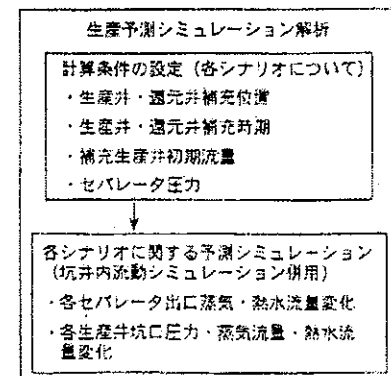 生産予測シミュレーション解析
計算条件の設定（各シナリオについて）
・生産井・還元井補充位置
・生産井・還元井補充時期
・補充生産井初期流量
・セパレータ圧力
各シナリオに関する予測シミュレーション
（坑井内流動シミュレーション併用）
・各セパレータ出口蒸気・熱水流量変化
・各生産井坑口圧力・蒸気流量・熱水流
量変化